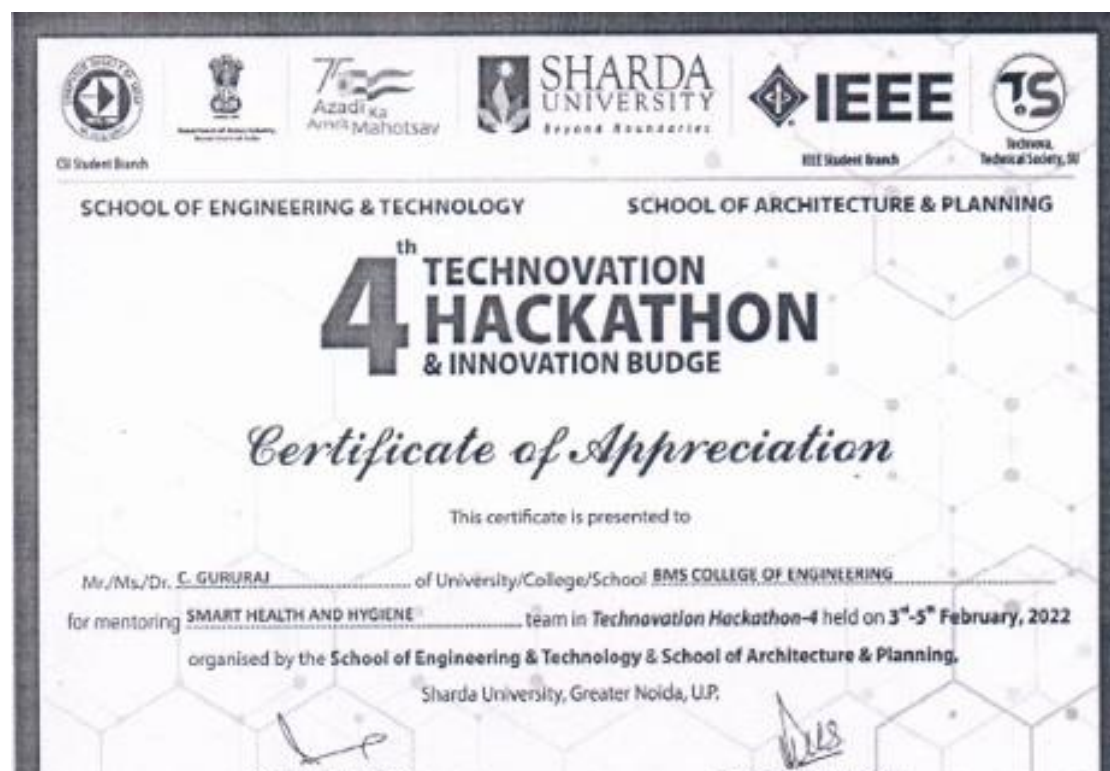 75
Azadi Ka
Amrit Mahotsav
SHARDA
UNIVERSITY
Beyond Boundaries
IEEE
TS
CSI Student Branch
IEEE Student Branch
Technova,
Technical Society, SU
SCHOOL OF ENGINEERING & TECHNOLOGY
SCHOOL OF ARCHITECTURE & PLANNING
4th
TECHNOVATION
HACKATHON
& INNOVATION BUDGE
Certificate of Appreciation
This certificate is presented to
Mr./Ms./Dr. C. GURURAJ of University/College/School BMS COLLEGE OF ENGINEERING
for mentoring SMART HEALTH AND HYGIENE team in Technovation Hackathon-4 held on 3rd-5th February, 2022
organised by the School of Engineering & Technology & School of Architecture & Planning,
Sharda University, Greater Noida, U.P.